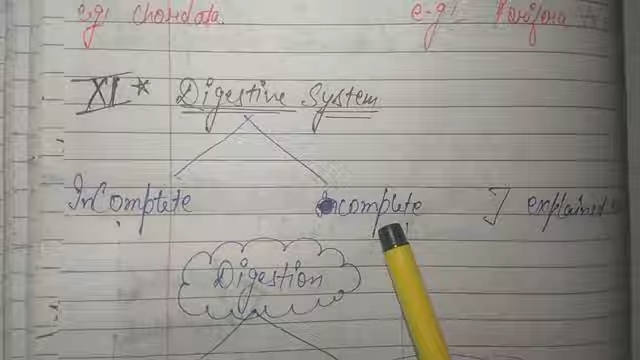 e.g! Chordata. e-g! Porifera
XI * Digestive System
InComplete complete I explained
Digestion